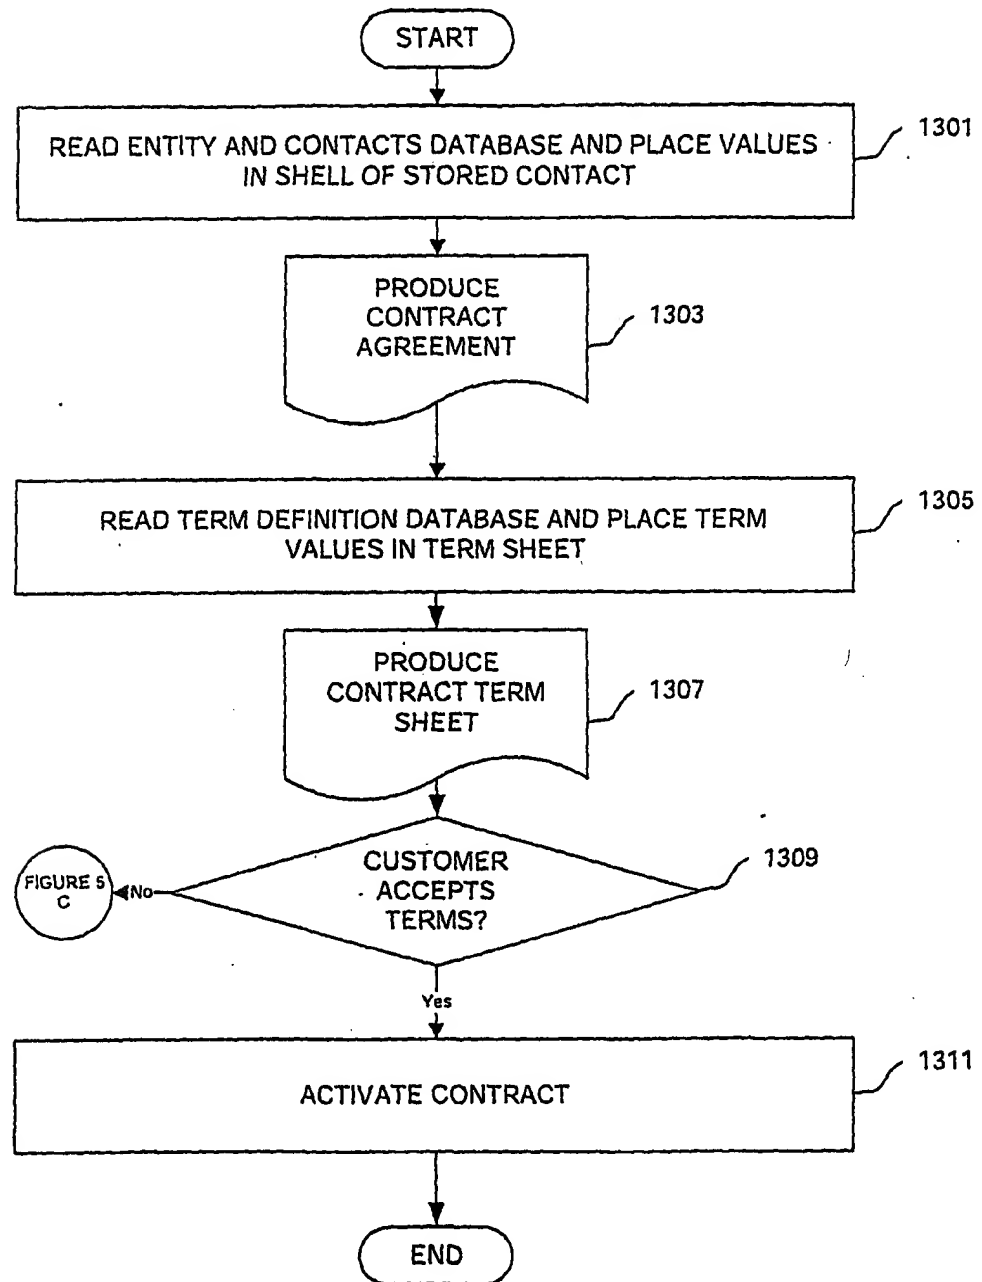 START
READ ENTITY AND CONTACTS DATABASE AND PLACE VALUES
IN SHELL OF STORED CONTACT
1301
PRODUCE
CONTRACT
AGREEMENT
1303
READ TERM DEFINITION DATABASE AND PLACE TERM
VALUES IN TERM SHEET
1305
PRODUCE
CONTRACT TERM
SHEET
1307
CUSTOMER
ACCEPTS
TERMS?
1309
FIGURE 5
C
No
Yes
ACTIVATE CONTRACT
1311
END